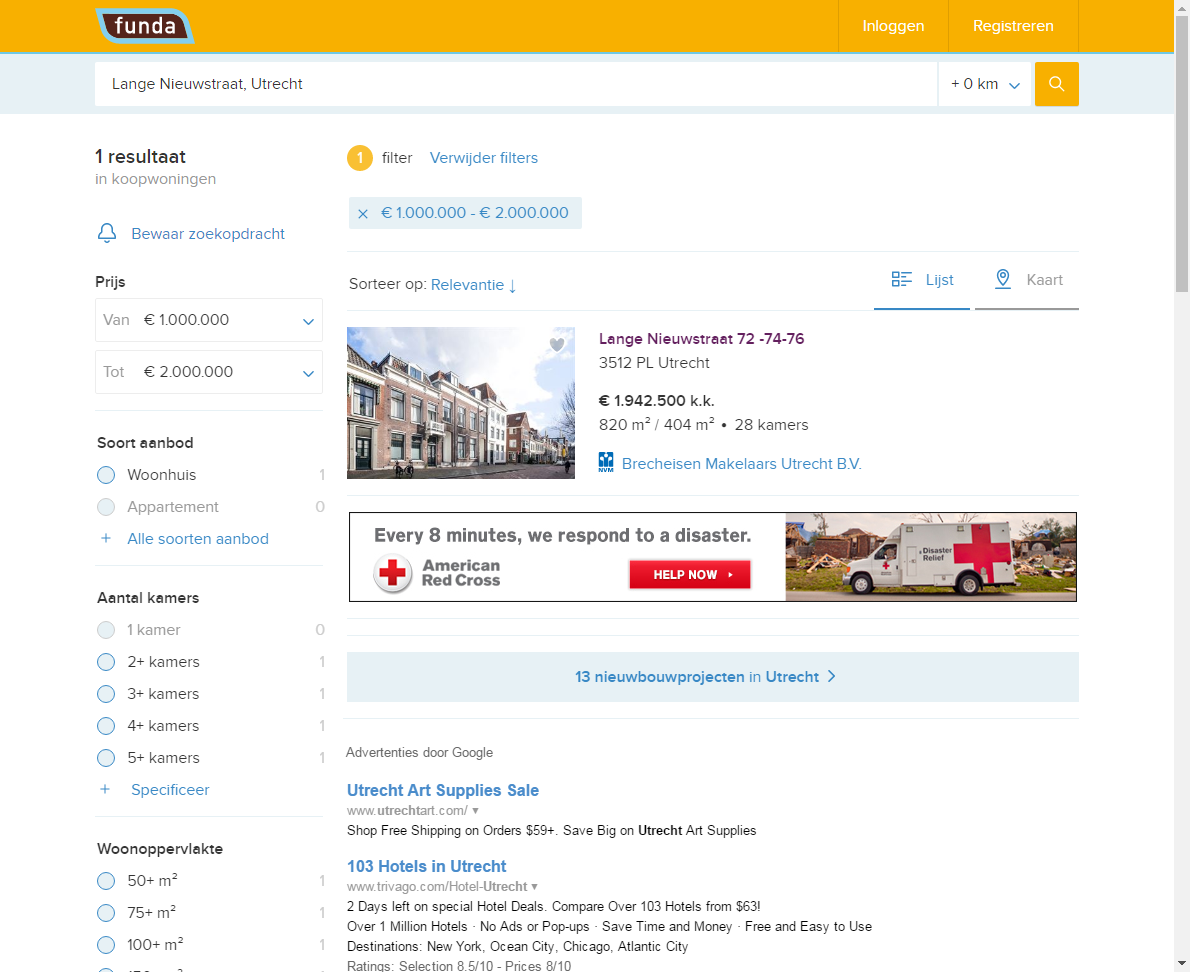 funda
Inloggen
Registreren
Lange Nieuwstraat, Utrecht
+ 0 km
1 resultaat
in koopwoningen
Bewaar zoekopdracht
Prijs
Van € 1.000.000
Tot € 2.000.000
Soort aanbod
Woonhuis 1
Appartement 0
+ Alle soorten aanbod
Aantal kamers
1 kamer 0
2+ kamers 1
3+ kamers 1
4+ kamers 1
5+ kamers 1
+ Specificeer
Woonoppervlakte
50+ m² 1
75+ m² 1
100+ m² 1
1 filter Verwijder filters
× € 1.000.000 - € 2.000.000
Sorteer op: Relevantie ↓
Lijst
Kaart
Lange Nieuwstraat 72 -74-76
3512 PL Utrecht
€ 1.942.500 k.k.
820 m² / 404 m² • 28 kamers
NVM
Brecheisen Makelaars Utrecht B.V.
Every 8 minutes, we respond to a disaster.
American
Red Cross
HELP NOW
Disaster
Relief
13 nieuwbouwprojecten in Utrecht >
Advertenties door Google
Utrecht Art Supplies Sale
www.utrechtart.com/ ▼
Shop Free Shipping on Orders $59+. Save Big on Utrecht Art Supplies
103 Hotels in Utrecht
www.trivago.com/Hotel-Utrecht ▼
2 Days left on special Hotel Deals. Compare Over 103 Hotels from $63!
Over 1 Million Hotels · No Ads or Pop-ups · Save Time and Money · Free and Easy to Use
Destinations: New York, Ocean City, Chicago, Atlantic City
Ratings: Selection 8.5/10 - Prices 8/10